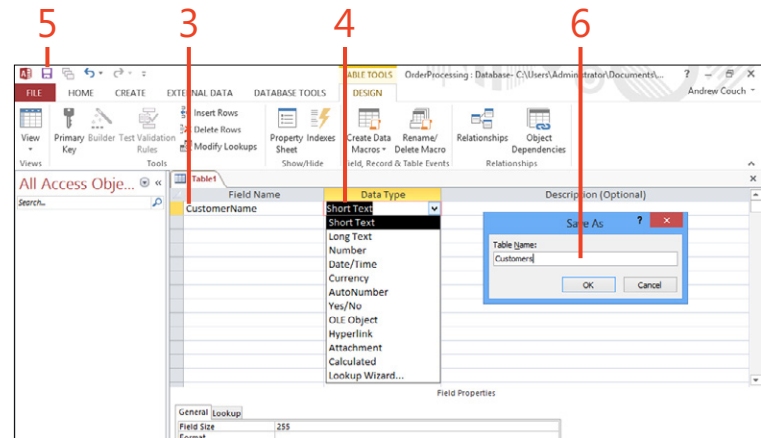 5 3 4 6
TABLE TOOLS OrderProcessing : Database- C:\Users\Administrator\Documents\... ?
FILE HOME CREATE EXTERNAL DATA DATABASE TOOLS DESIGN Andrew Couch
View Primary Key Builder Test Validation Rules Insert Rows Delete Rows Modify Lookups Property Sheet Indexes Create Data Macros Rename/ Delete Macro Relationships Object Dependencies
Views Tools Show/Hide Field, Record & Table Events Relationships
All Access Obje...
Search...
Table1
Field Name Data Type Description (Optional)
CustomerName Short Text
Short Text
Long Text
Number
Date/Time
Currency
AutoNumber
Yes/No
OLE Object
Hyperlink
Attachment
Calculated
Lookup Wizard...
Save As ?
Table Name:
Customers
OK Cancel
Field Properties
General Lookup
Field Size 255
Format